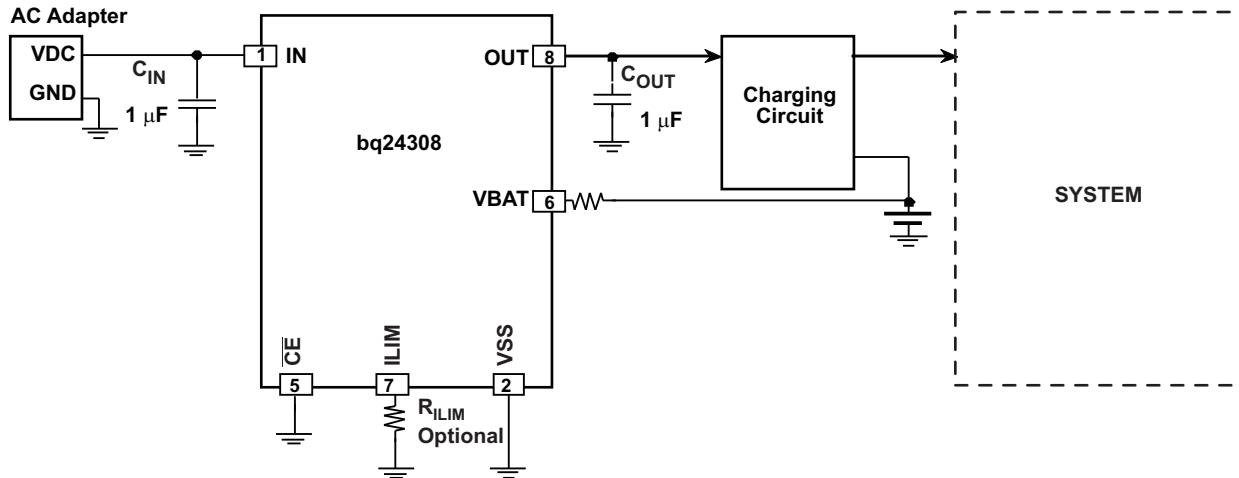 AC Adapter
VDC
GND
C_IN
1 μF
1 IN
bq24308
OUT 8
C_OUT
1 μF
Charging
Circuit
VBAT 6
SYSTEM
CE
ILIM
VSS
5
7
2
R_ILIM
Optional